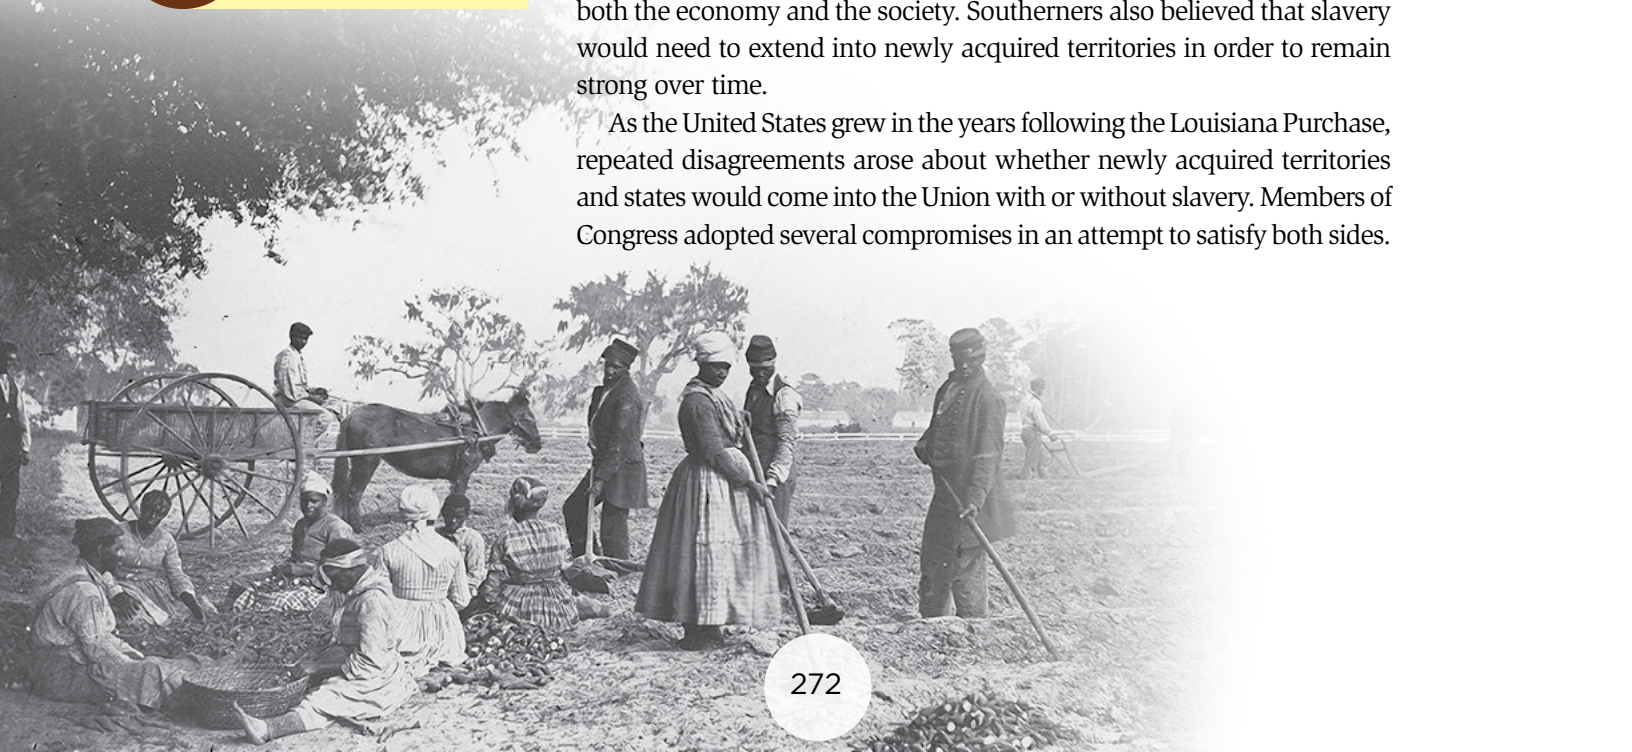 both the economy and the society. Southerners also believed that slavery
would need to extend into newly acquired territories in order to remain
strong over time.
As the United States grew in the years following the Louisiana Purchase,
repeated disagreements arose about whether newly acquired territories
and states would come into the Union with or without slavery. Members of
Congress adopted several compromises in an attempt to satisfy both sides.
272